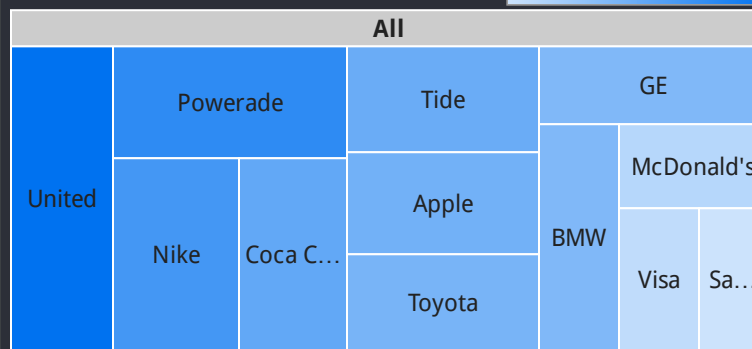 All
United
Powerade
Nike
Coca C...
Tide
Apple
Toyota
GE
BMW
McDonald's
Visa
Sa...